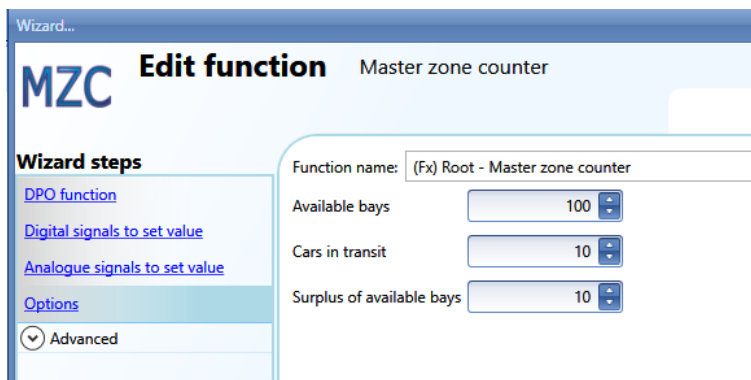 Wizard...
MZC
Edit function
Master zone counter
Wizard steps
DPO function
Digital signals to set value
Analogue signals to set value
Options
Advanced
Function name: (Fx) Root - Master zone counter
Available bays 100
Cars in transit 10
Surplus of available bays 10